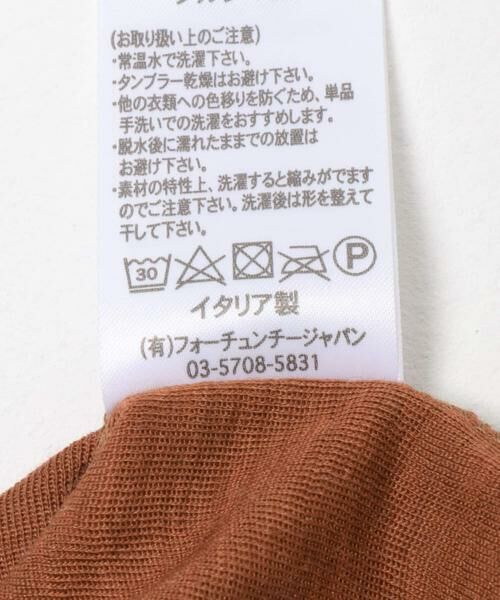 (お取り扱い上のご注意)
・常温水で洗濯下さい。
・タンブラー乾燥はお避け下さい。
・他の衣類への色移りを防ぐため、単品
手洗いでの洗濯をおすすめします。
・脱水後に濡れたままでの放置は
お避け下さい。
・素材の特性上、洗濯すると縮みがでます
のでご注意下さい。洗濯後は形を整えて
干して下さい。
30 P
イタリア製
(有)フォーチュンチージャパン
03-5708-5831